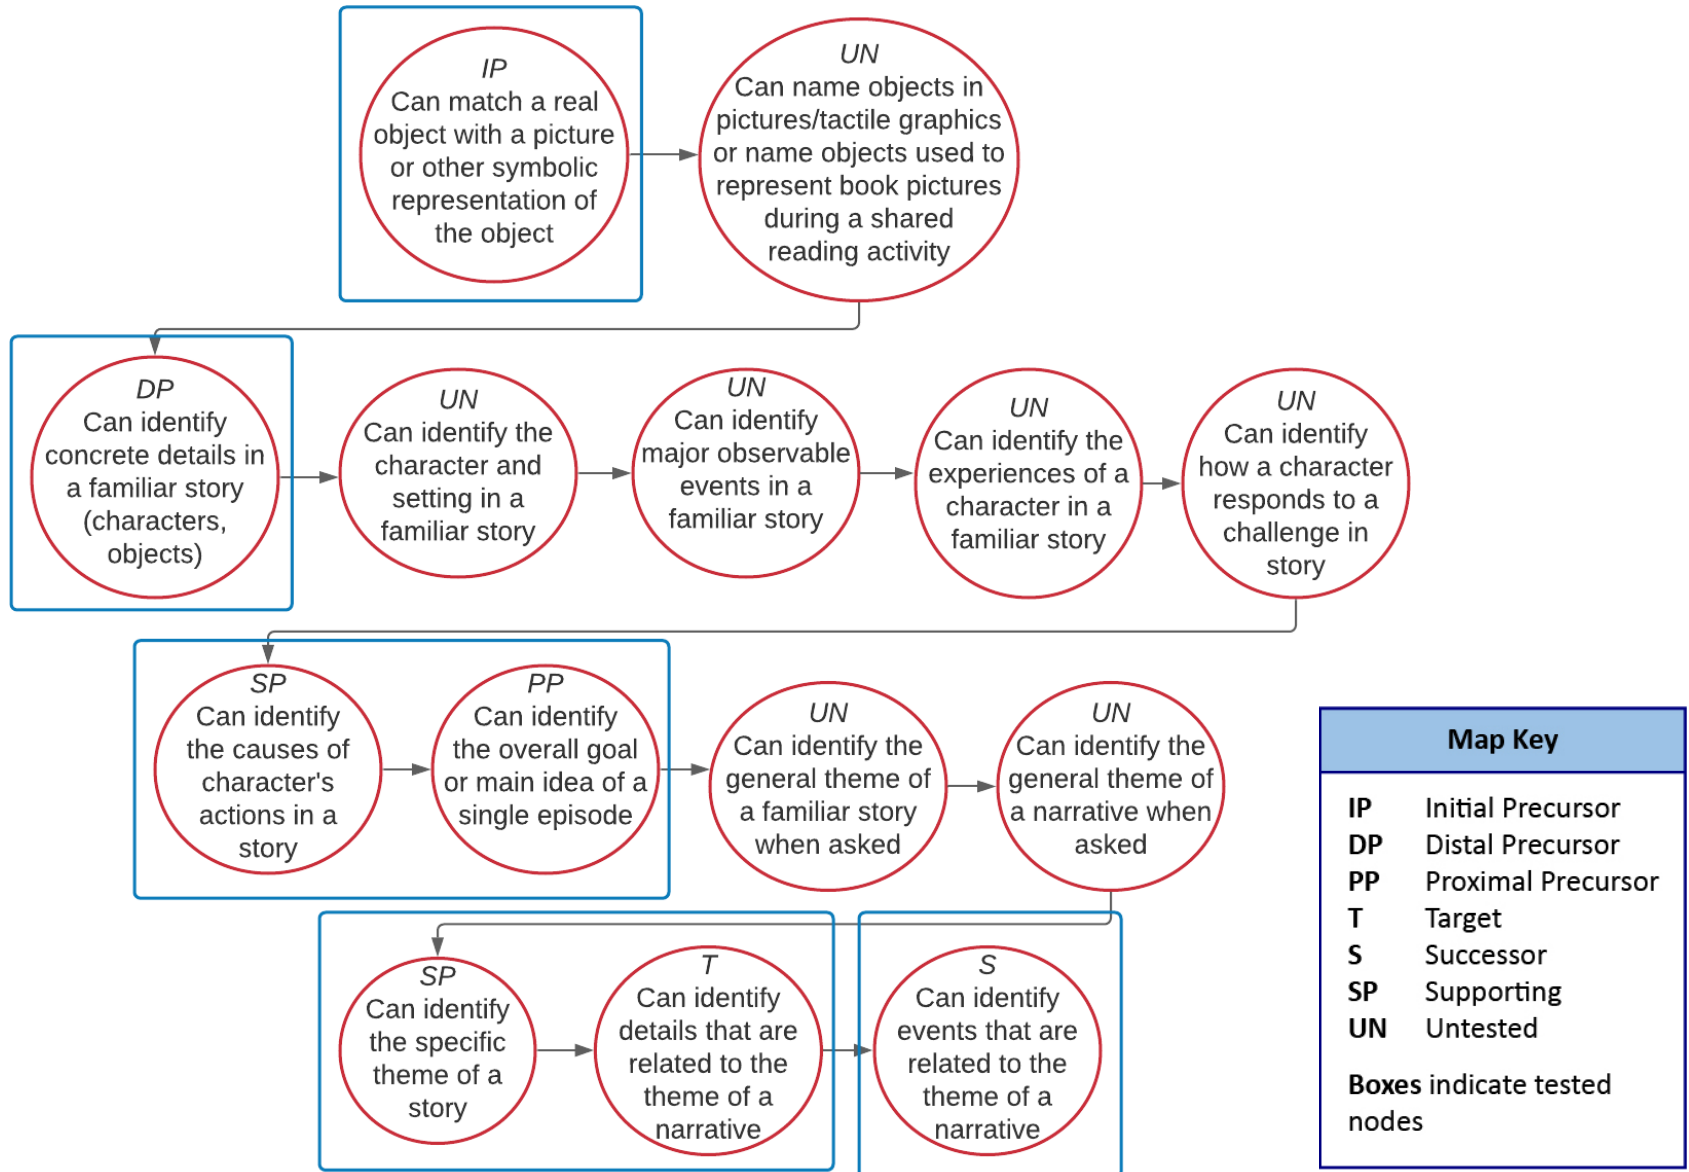 IP
Can match a real
object with a picture
or other symbolic
representation of
the object
UN
Can name objects in
pictures/tactile graphics
or name objects used to
represent book pictures
during a shared
reading activity
DP
Can identify
concrete details in
a familiar story
(characters,
objects)
UN
Can identify the
character and
setting in a
familiar story
UN
Can identify
major observable
events in a
familiar story
UN
Can identify the
experiences of a
character in a
familiar story
UN
Can identify
how a character
responds to a
challenge in
story
SP
Can identify
the causes of
character's
actions in a
story
PP
Can identify
the overall goal
or main idea of a
single episode
UN
Can identify the
general theme of
a familiar story
when asked
UN
Can identify the
general theme of
a narrative when
asked
SP
Can identify
the specific
theme of a
story
T
Can identify
details that are
related to the
theme of a
narrative
S
Can identify
events that are
related to the
theme of a
narrative
Map Key
IP Initial Precursor
DP Distal Precursor
PP Proximal Precursor
T Target
S Successor
SP Supporting
UN Untested
Boxes indicate tested
nodes